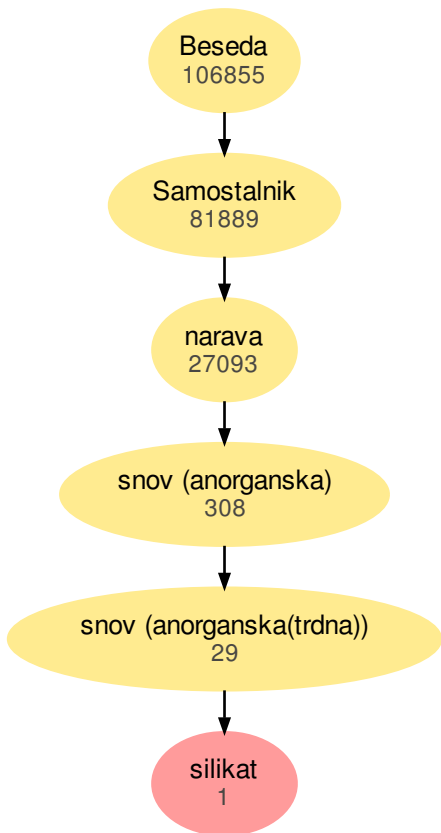 Beseda
106855
Samostalnik
81889
narava
27093
snov (anorganska)
308
snov (anorganska(trdna))
29
silikat
1